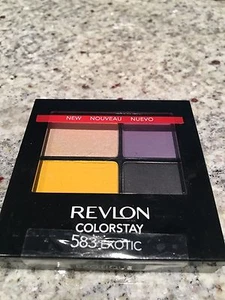 NEW NOUVEAU NUEVO
REVLON
COLORSTAY
583 EXOTIC